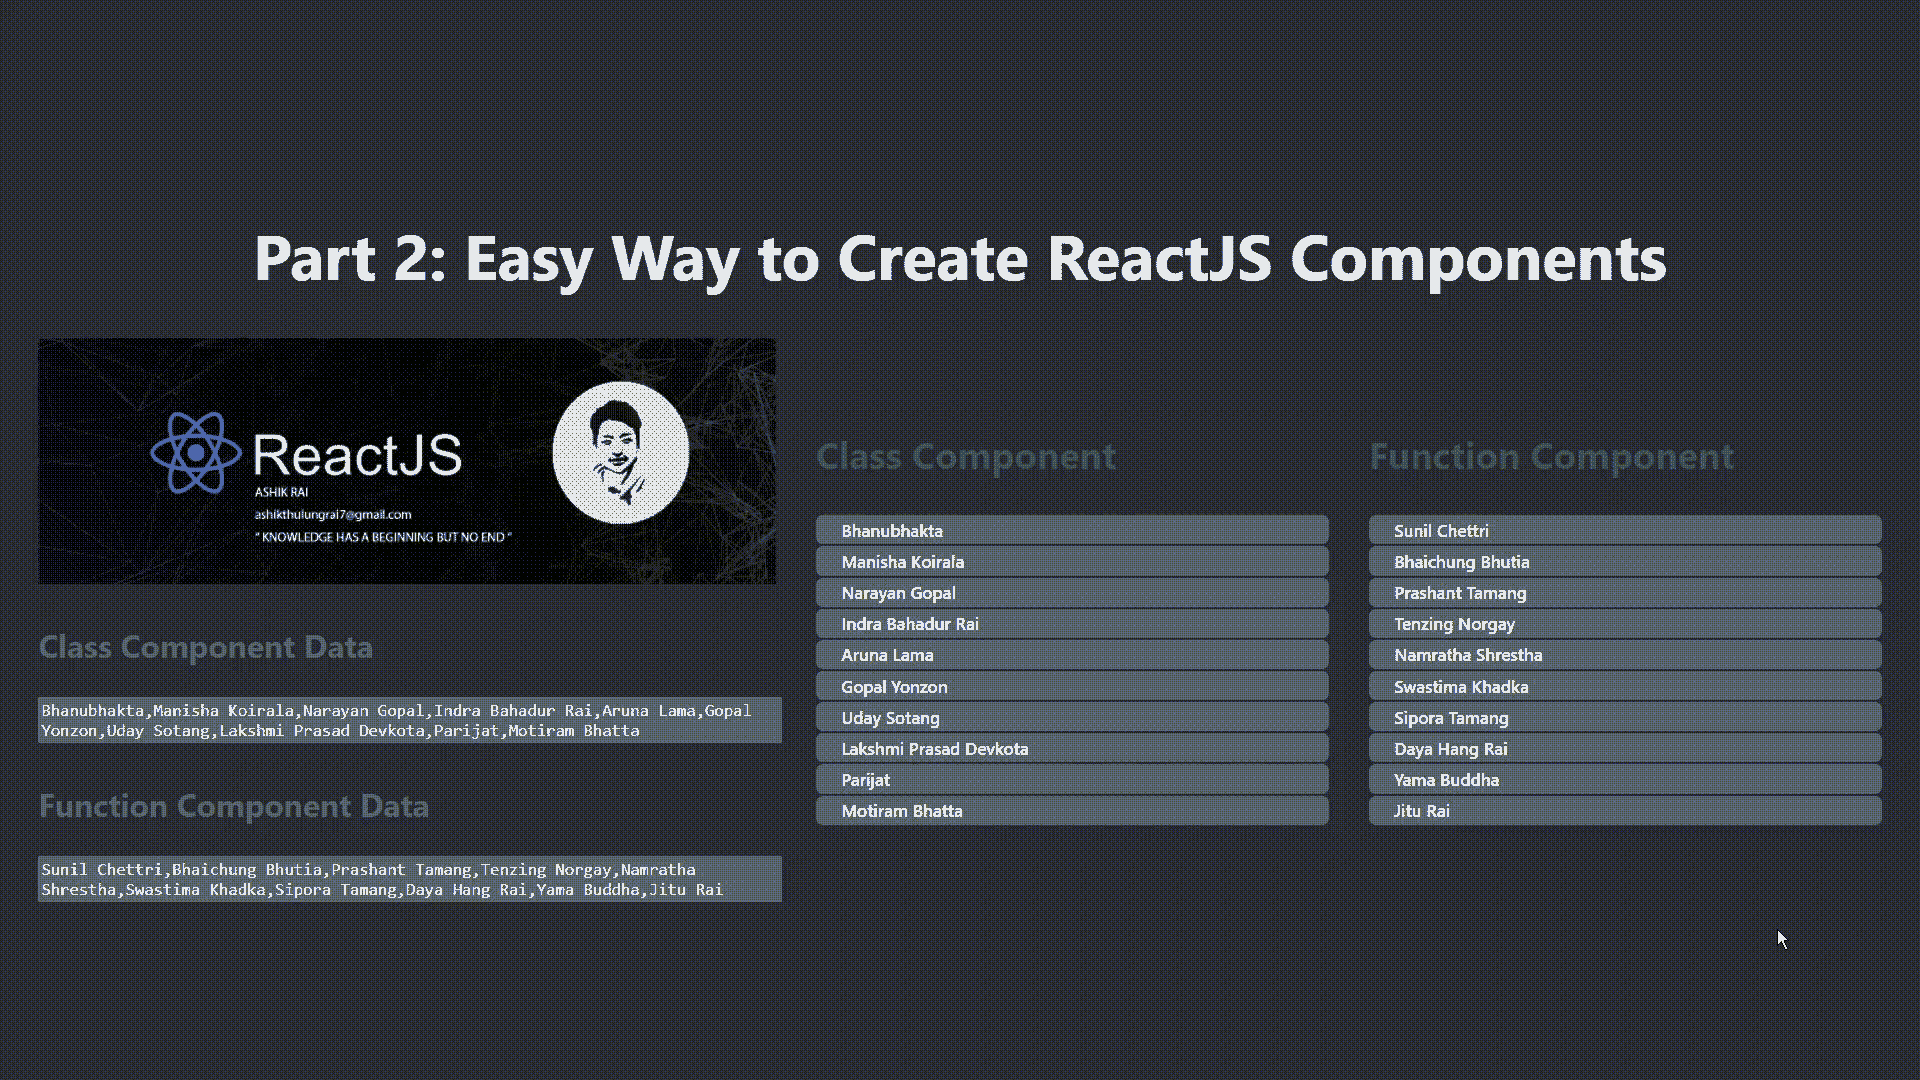 Part 2: Easy Way to Create ReactJS Components
ReactJS
ASHIK RAI
ashikthulungrai7@gmail.com
" KNOWLEDGE HAS A BEGINNING BUT NO END "
Class Component Data
Bhanubhakta,Manisha Koirala,Narayan Gopal,Indra Bahadur Rai,Aruna Lama,Gopal
Yonzon,Uday Sotang,Lakshmi Prasad Devkota,Parijat,Motiram Bhatta
Function Component Data
Sunil Chettri,Bhaichung Bhutia,Prashant Tamang,Tenzing Norgay,Namratha
Shrestha,Swastima Khadka,Sipora Tamang,Daya Hang Rai,Yama Buddha,Jitu Rai
Class Component
Bhanubhakta
Manisha Koirala
Narayan Gopal
Indra Bahadur Rai
Aruna Lama
Gopal Yonzon
Uday Sotang
Lakshmi Prasad Devkota
Parijat
Motiram Bhatta
Function Component
Sunil Chettri
Bhaichung Bhutia
Prashant Tamang
Tenzing Norgay
Namratha Shrestha
Swastima Khadka
Sipora Tamang
Daya Hang Rai
Yama Buddha
Jitu Rai